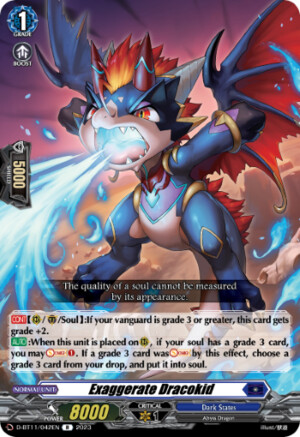 1
GRADE
BOOST
5000
SHIELD
The quality of a soul cannot be measured
by its appearance!
CONT【 / /Soul】:If your vanguard is grade 3 or greater, this card gets
grade +2.
AUTO:When this unit is placed on , if your soul has a grade 3 card,
you may . If a grade 3 card was by this effect, choose a
grade 3 card from your drop, and put it into soul.
NORMAL UNIT
Exaggerate Dracokid
D-BT11/042EN R 2023
POWER 8000 CRITICAL 1
Dark States
Abyss Dragon